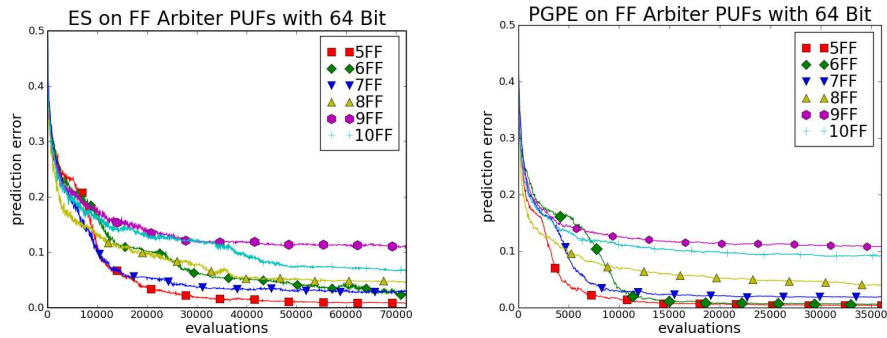 ES on FF Arbiter PUFs with 64 Bit
prediction error
0.5
0.4
0.3
0.2
0.1
0.0
0 10000 20000 30000 40000 50000 60000 70000
evaluations
5FF
6FF
7FF
8FF
9FF
10FF
PGPE on FF Arbiter PUFs with 64 Bit
prediction error
0.5
0.4
0.3
0.2
0.1
0.0
0 5000 10000 15000 20000 25000 30000 35000
evaluations
5FF
6FF
7FF
8FF
9FF
10FF